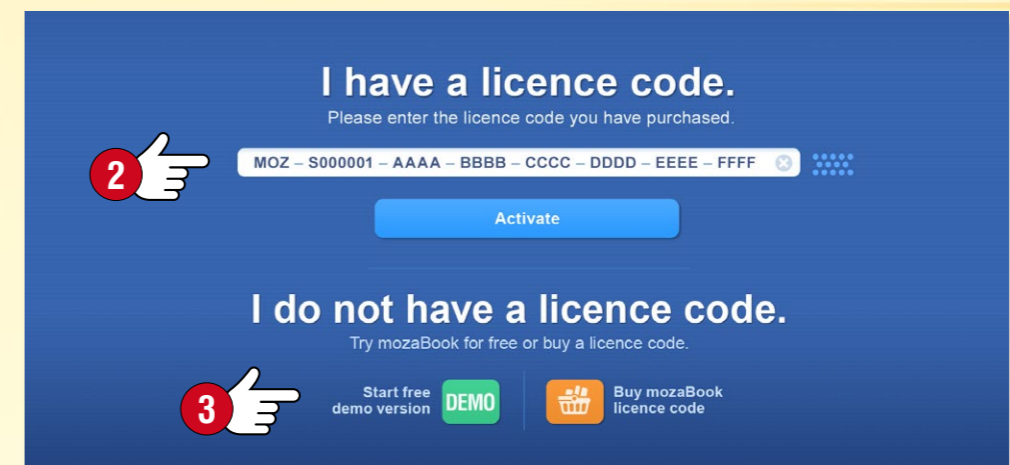 I have a licence code.
Please enter the licence code you have purchased.
2
MOZ – S000001 – AAAA – BBBB – CCCC – DDDD – EEEE – FFFF
Activate
I do not have a licence code.
Try mozaBook for free or buy a licence code.
3
Start free
demo version
DEMO
Buy mozaBook
licence code